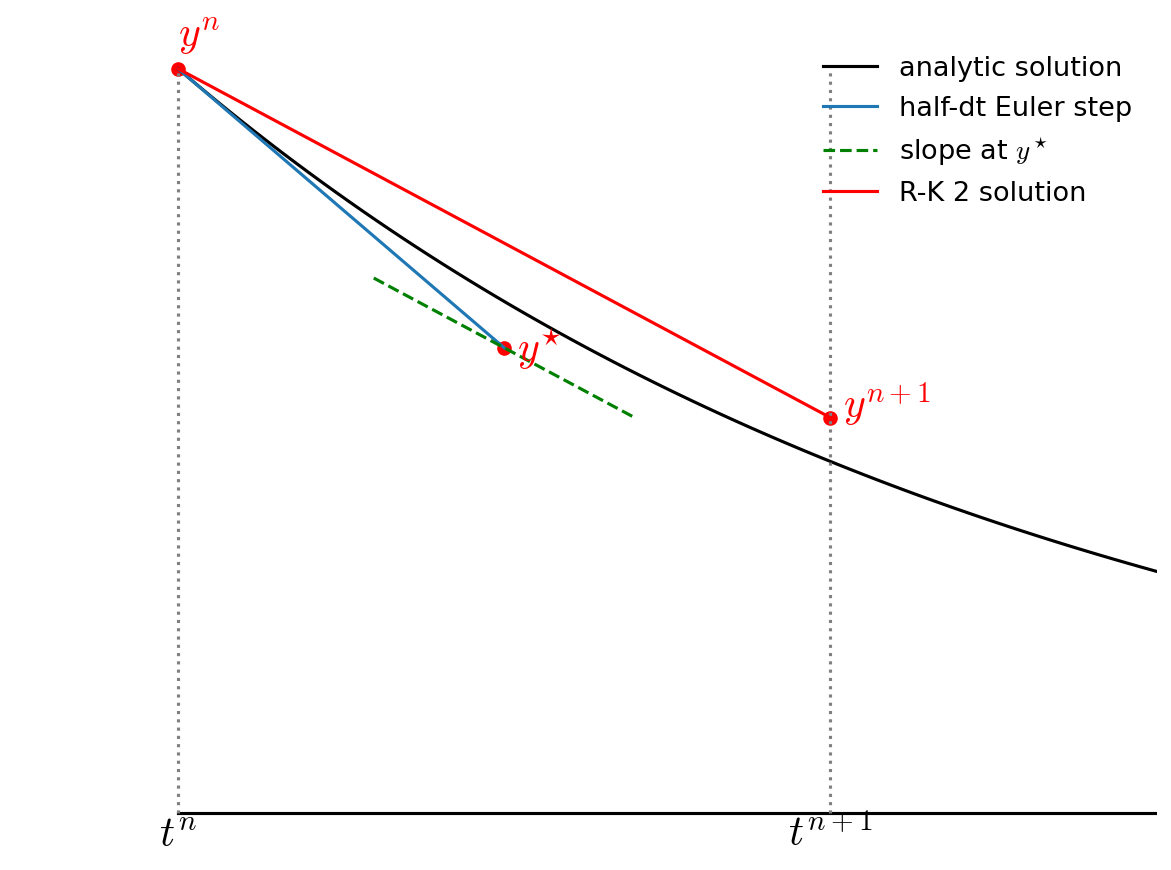 yⁿ
analytic solution
half-dt Euler step
slope at y⋆
R-K 2 solution
y⋆
yⁿ⁺¹
tⁿ
tⁿ⁺¹